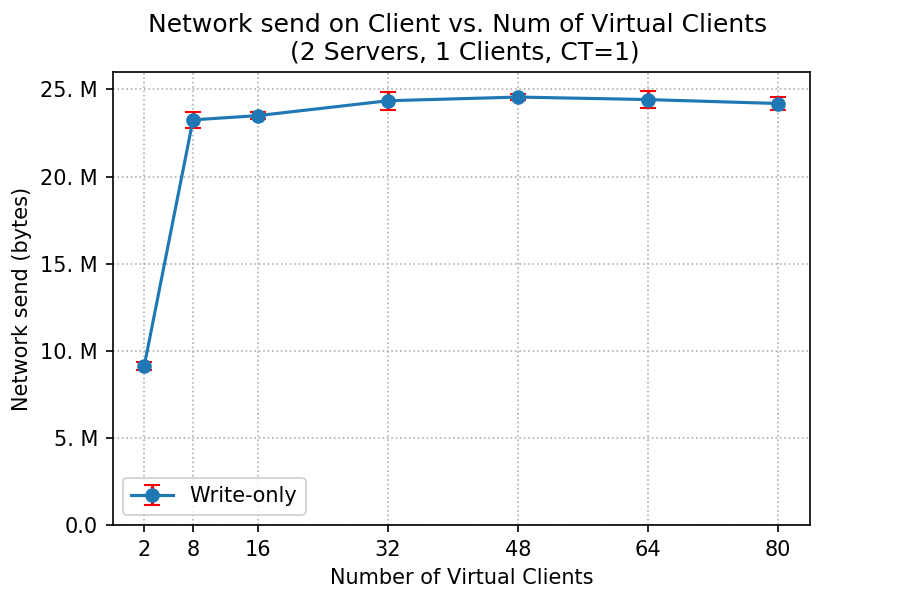 Network send on Client vs. Num of Virtual Clients
(2 Servers, 1 Clients, CT=1)
Network send (bytes)
25. M
20. M
15. M
10. M
5. M
0.0
Write-only
2 8 16 32 48 64 80
Number of Virtual Clients